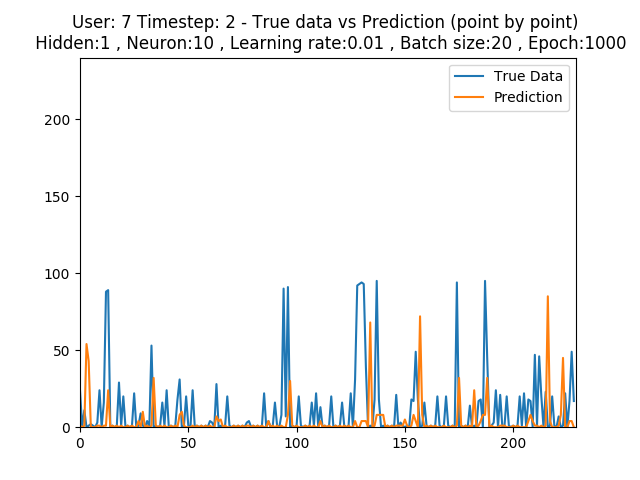 User: 7 Timestep: 2 - True data vs Prediction (point by point)
Hidden:1 , Neuron:10 , Learning rate:0.01 , Batch size:20 , Epoch:1000
True Data
Prediction
200
150
100
50
0
0 50 100 150 200